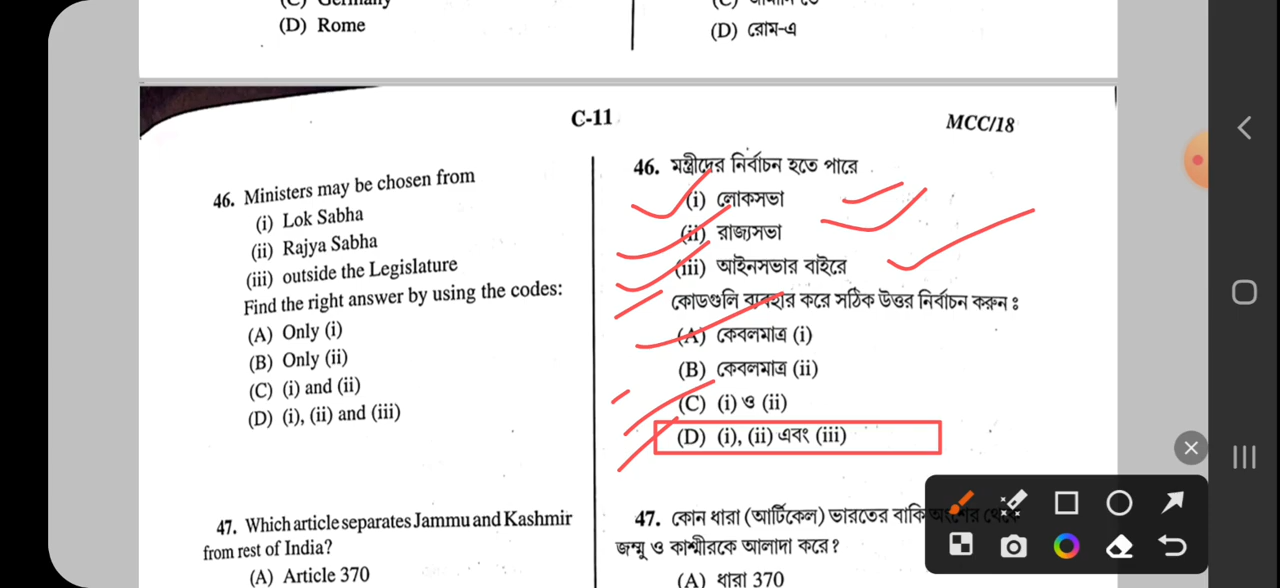 (C) Germany
(D) Rome
(D) রোম-এ
C-11
MCC/18
46. Ministers may be chosen from
(i) Lok Sabha
(ii) Rajya Sabha
(iii) outside the Legislature
Find the right answer by using the codes:
(A) Only (i)
(B) Only (ii)
(C) (i) and (ii)
(D) (i), (ii) and (iii)
47. Which article separates Jammu and Kashmir
from rest of India?
(A) Article 370
46. মন্ত্রীদের নির্বাচন হতে পারে
(i) লোকসভা
(ii) রাজ্যসভা
(iii) আইনসভার বাইরে
কোডগুলি ব্যবহার করে সঠিক উত্তর নির্বাচন করুন ঃ
(A) কেবলমাত্র (i)
(B) কেবলমাত্র (ii)
(C) (i) ও (ii)
(D) (i), (ii) এবং (iii)
47. কোন ধারা (আর্টিকেল) ভারতের বাকি অংশের থেকে
জম্মু ও কাশ্মীরকে আলাদা করে ?
(A) ধারা 370